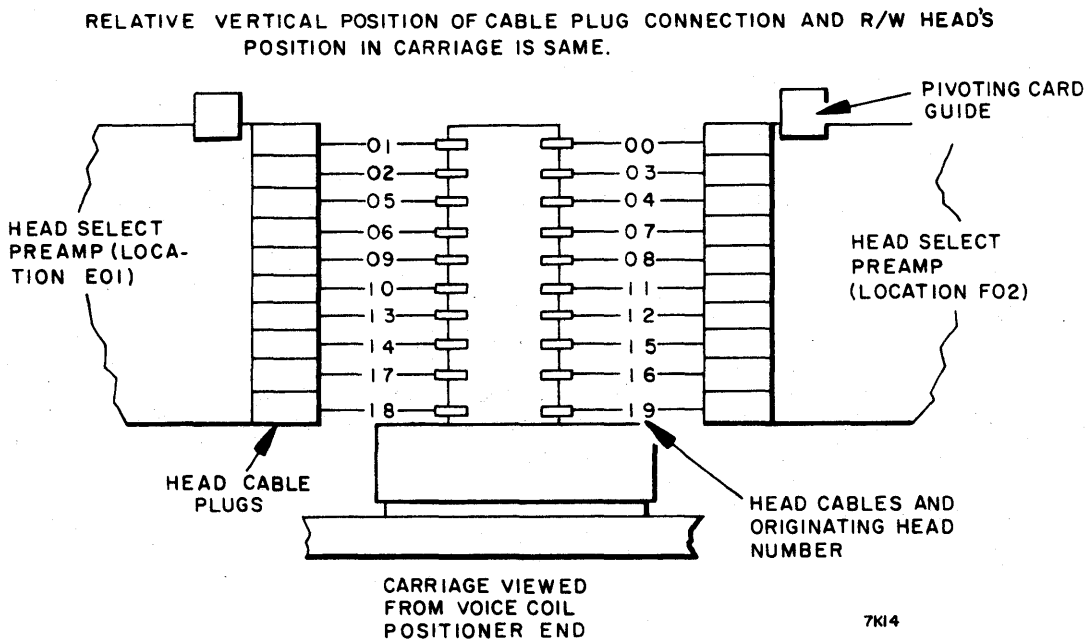 RELATIVE VERTICAL POSITION OF CABLE PLUG CONNECTION AND R/W HEAD'S
POSITION IN CARRIAGE IS SAME.
PIVOTING CARD
GUIDE
01 00
02 03
05 04
06 07
09 08
10 11
13 12
14 15
17 16
18 19
HEAD SELECT
PREAMP (LOCA-
TION E01)
HEAD SELECT
PREAMP
(LOCATION F02)
HEAD CABLE
PLUGS
HEAD CABLES AND
ORIGINATING HEAD
NUMBER
CARRIAGE VIEWED
FROM VOICE COIL
POSITIONER END
7K14